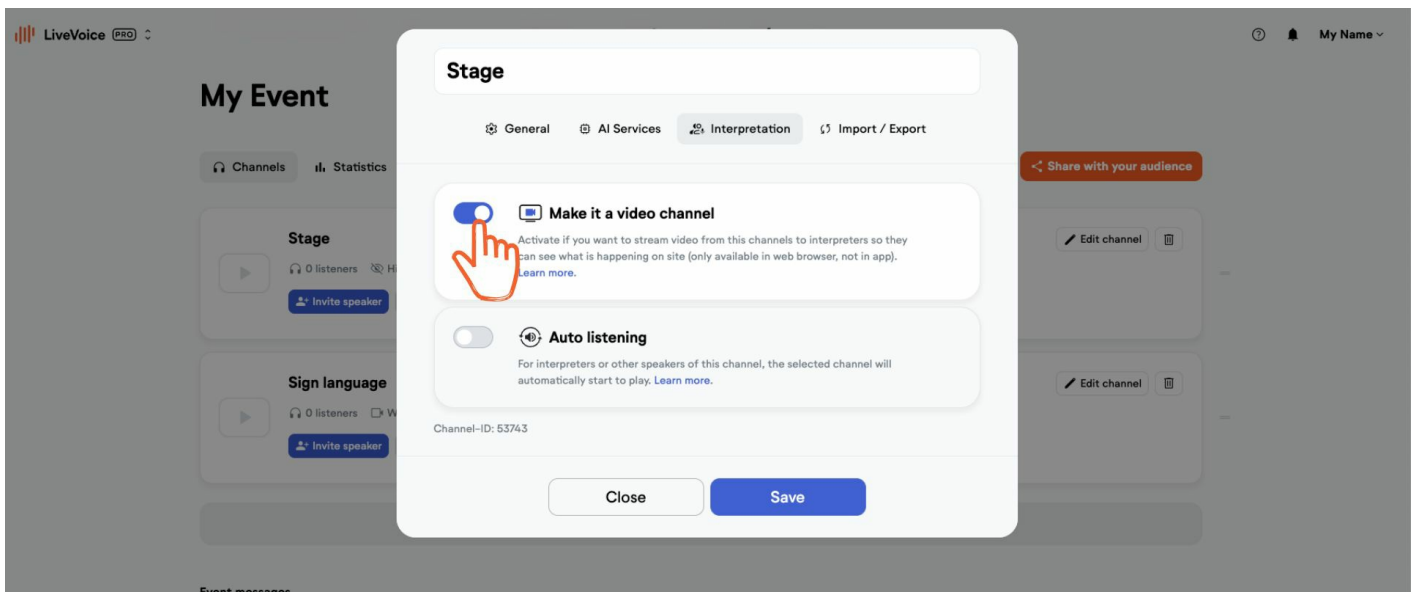 LiveVoice PRO
My Name
My Event
Channels
Statistics
Share with your audience
Stage
0 listeners
Invite speaker
Edit channel
Sign language
0 listeners
Invite speaker
Edit channel
Stage
General
AI Services
Interpretation
Import / Export
Make it a video channel
Activate if you want to stream video from this channels to interpreters so they
can see what is happening on site (only available in web browser, not in app).
Learn more.
Auto listening
For interpreters or other speakers of this channel, the selected channel will
automatically start to play. Learn more.
Channel-ID: 53743
Close
Save